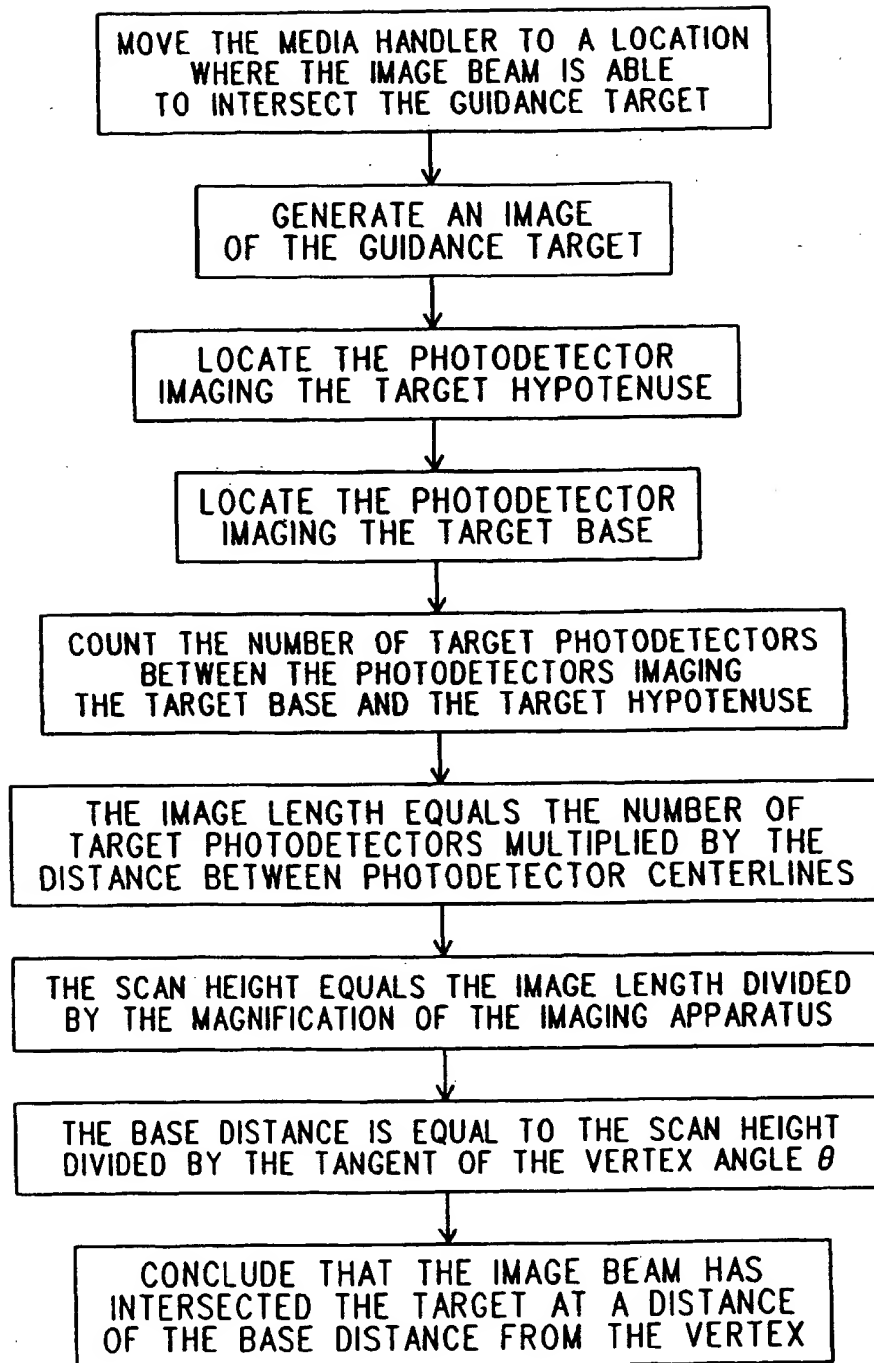 MOVE THE MEDIA HANDLER TO A LOCATION
WHERE THE IMAGE BEAM IS ABLE
TO INTERSECT THE GUIDANCE TARGET
GENERATE AN IMAGE
OF THE GUIDANCE TARGET
LOCATE THE PHOTODETECTOR
IMAGING THE TARGET HYPOTENUSE
LOCATE THE PHOTODETECTOR
IMAGING THE TARGET BASE
COUNT THE NUMBER OF TARGET PHOTODETECTORS
BETWEEN THE PHOTODETECTORS IMAGING
THE TARGET BASE AND THE TARGET HYPOTENUSE
THE IMAGE LENGTH EQUALS THE NUMBER OF
TARGET PHOTODETECTORS MULTIPLIED BY THE
DISTANCE BETWEEN PHOTODETECTOR CENTERLINES
THE SCAN HEIGHT EQUALS THE IMAGE LENGTH DIVIDED
BY THE MAGNIFICATION OF THE IMAGING APPARATUS
THE BASE DISTANCE IS EQUAL TO THE SCAN HEIGHT
DIVIDED BY THE TANGENT OF THE VERTEX ANGLE θ
CONCLUDE THAT THE IMAGE BEAM HAS
INTERSECTED THE TARGET AT A DISTANCE
OF THE BASE DISTANCE FROM THE VERTEX